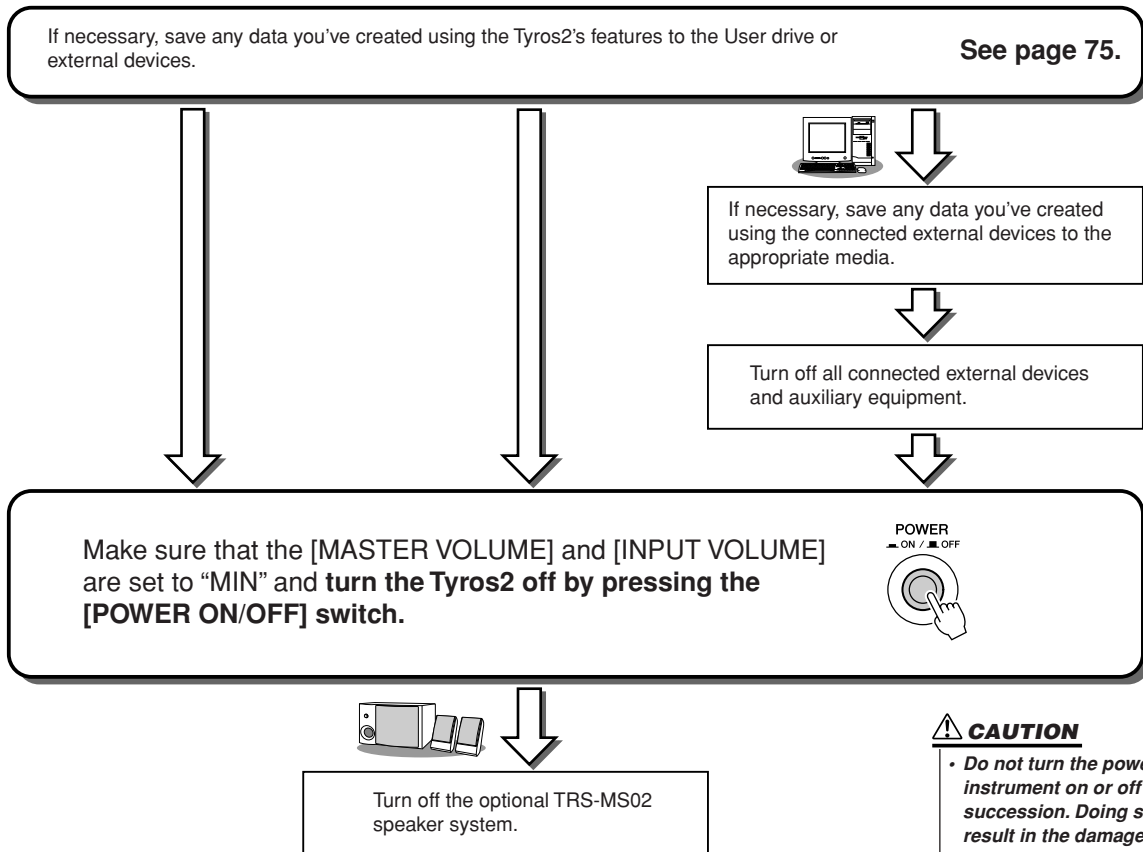 If necessary, save any data you've created using the Tyros2's features to the User drive or
external devices.
See page 75.
If necessary, save any data you've created
using the connected external devices to the
appropriate media.
Turn off all connected external devices
and auxiliary equipment.
Make sure that the [MASTER VOLUME] and [INPUT VOLUME]
are set to “MIN” and turn the Tyros2 off by pressing the
[POWER ON/OFF] switch.
POWER
ON / OFF
Turn off the optional TRS-MS02
speaker system.
CAUTION
• Do not turn the powe
instrument on or off
succession. Doing s
result in the damage